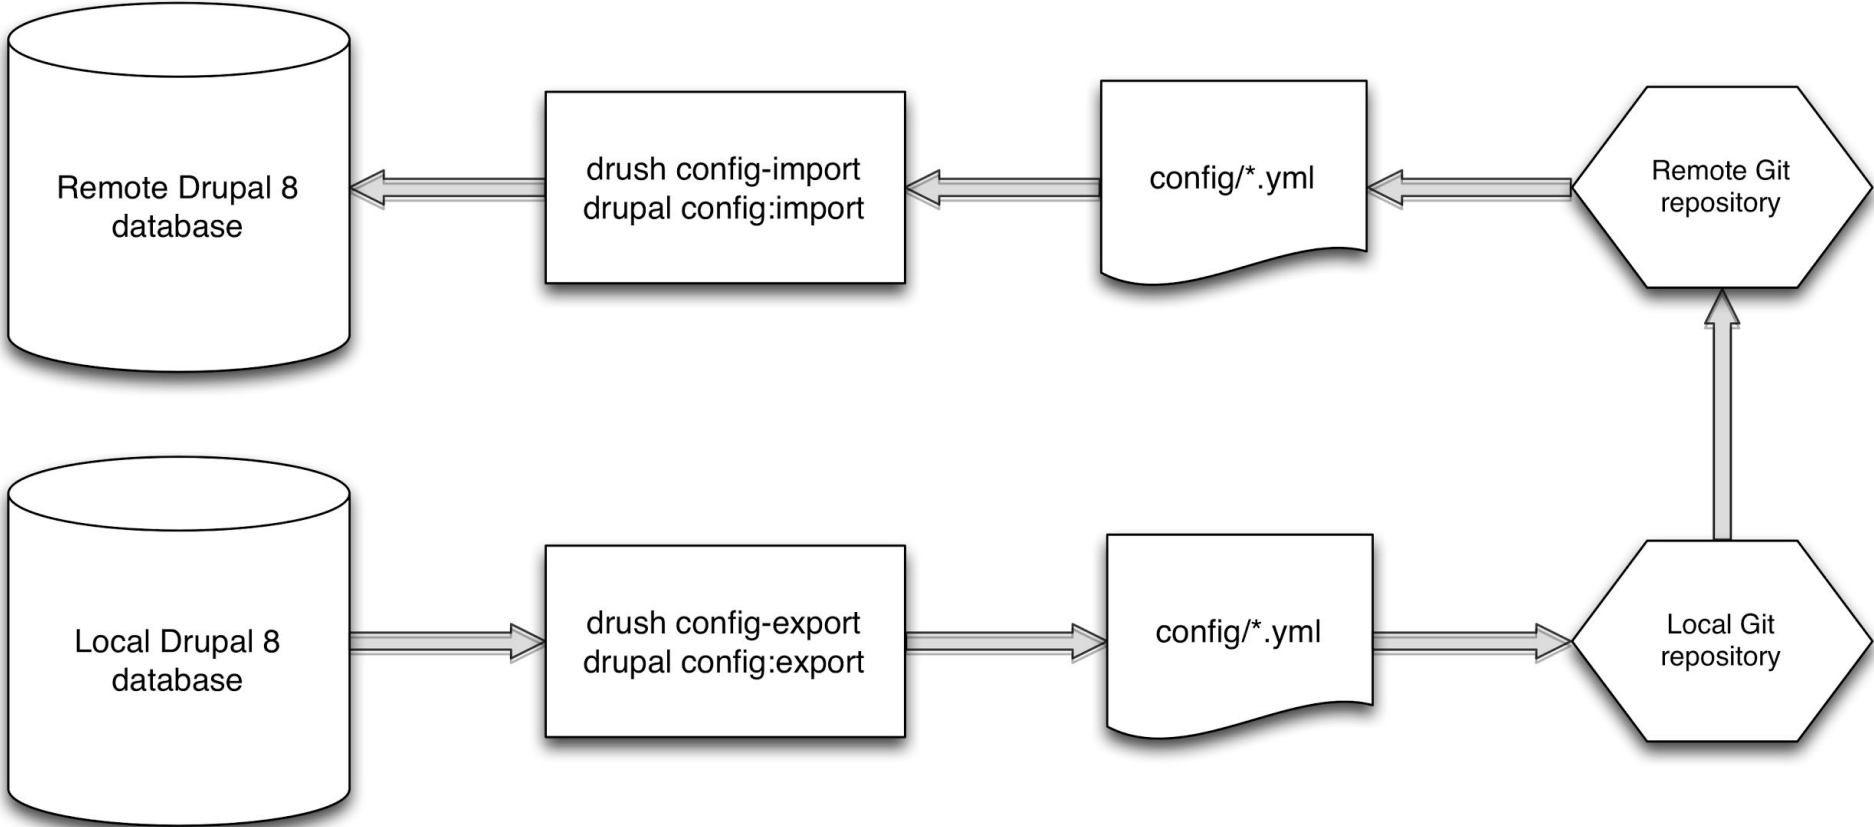 Remote Drupal 8
database
drush config-import
drupal config:import
config/*.yml
Remote Git
repository
Local Drupal 8
database
drush config-export
drupal config:export
config/*.yml
Local Git
repository